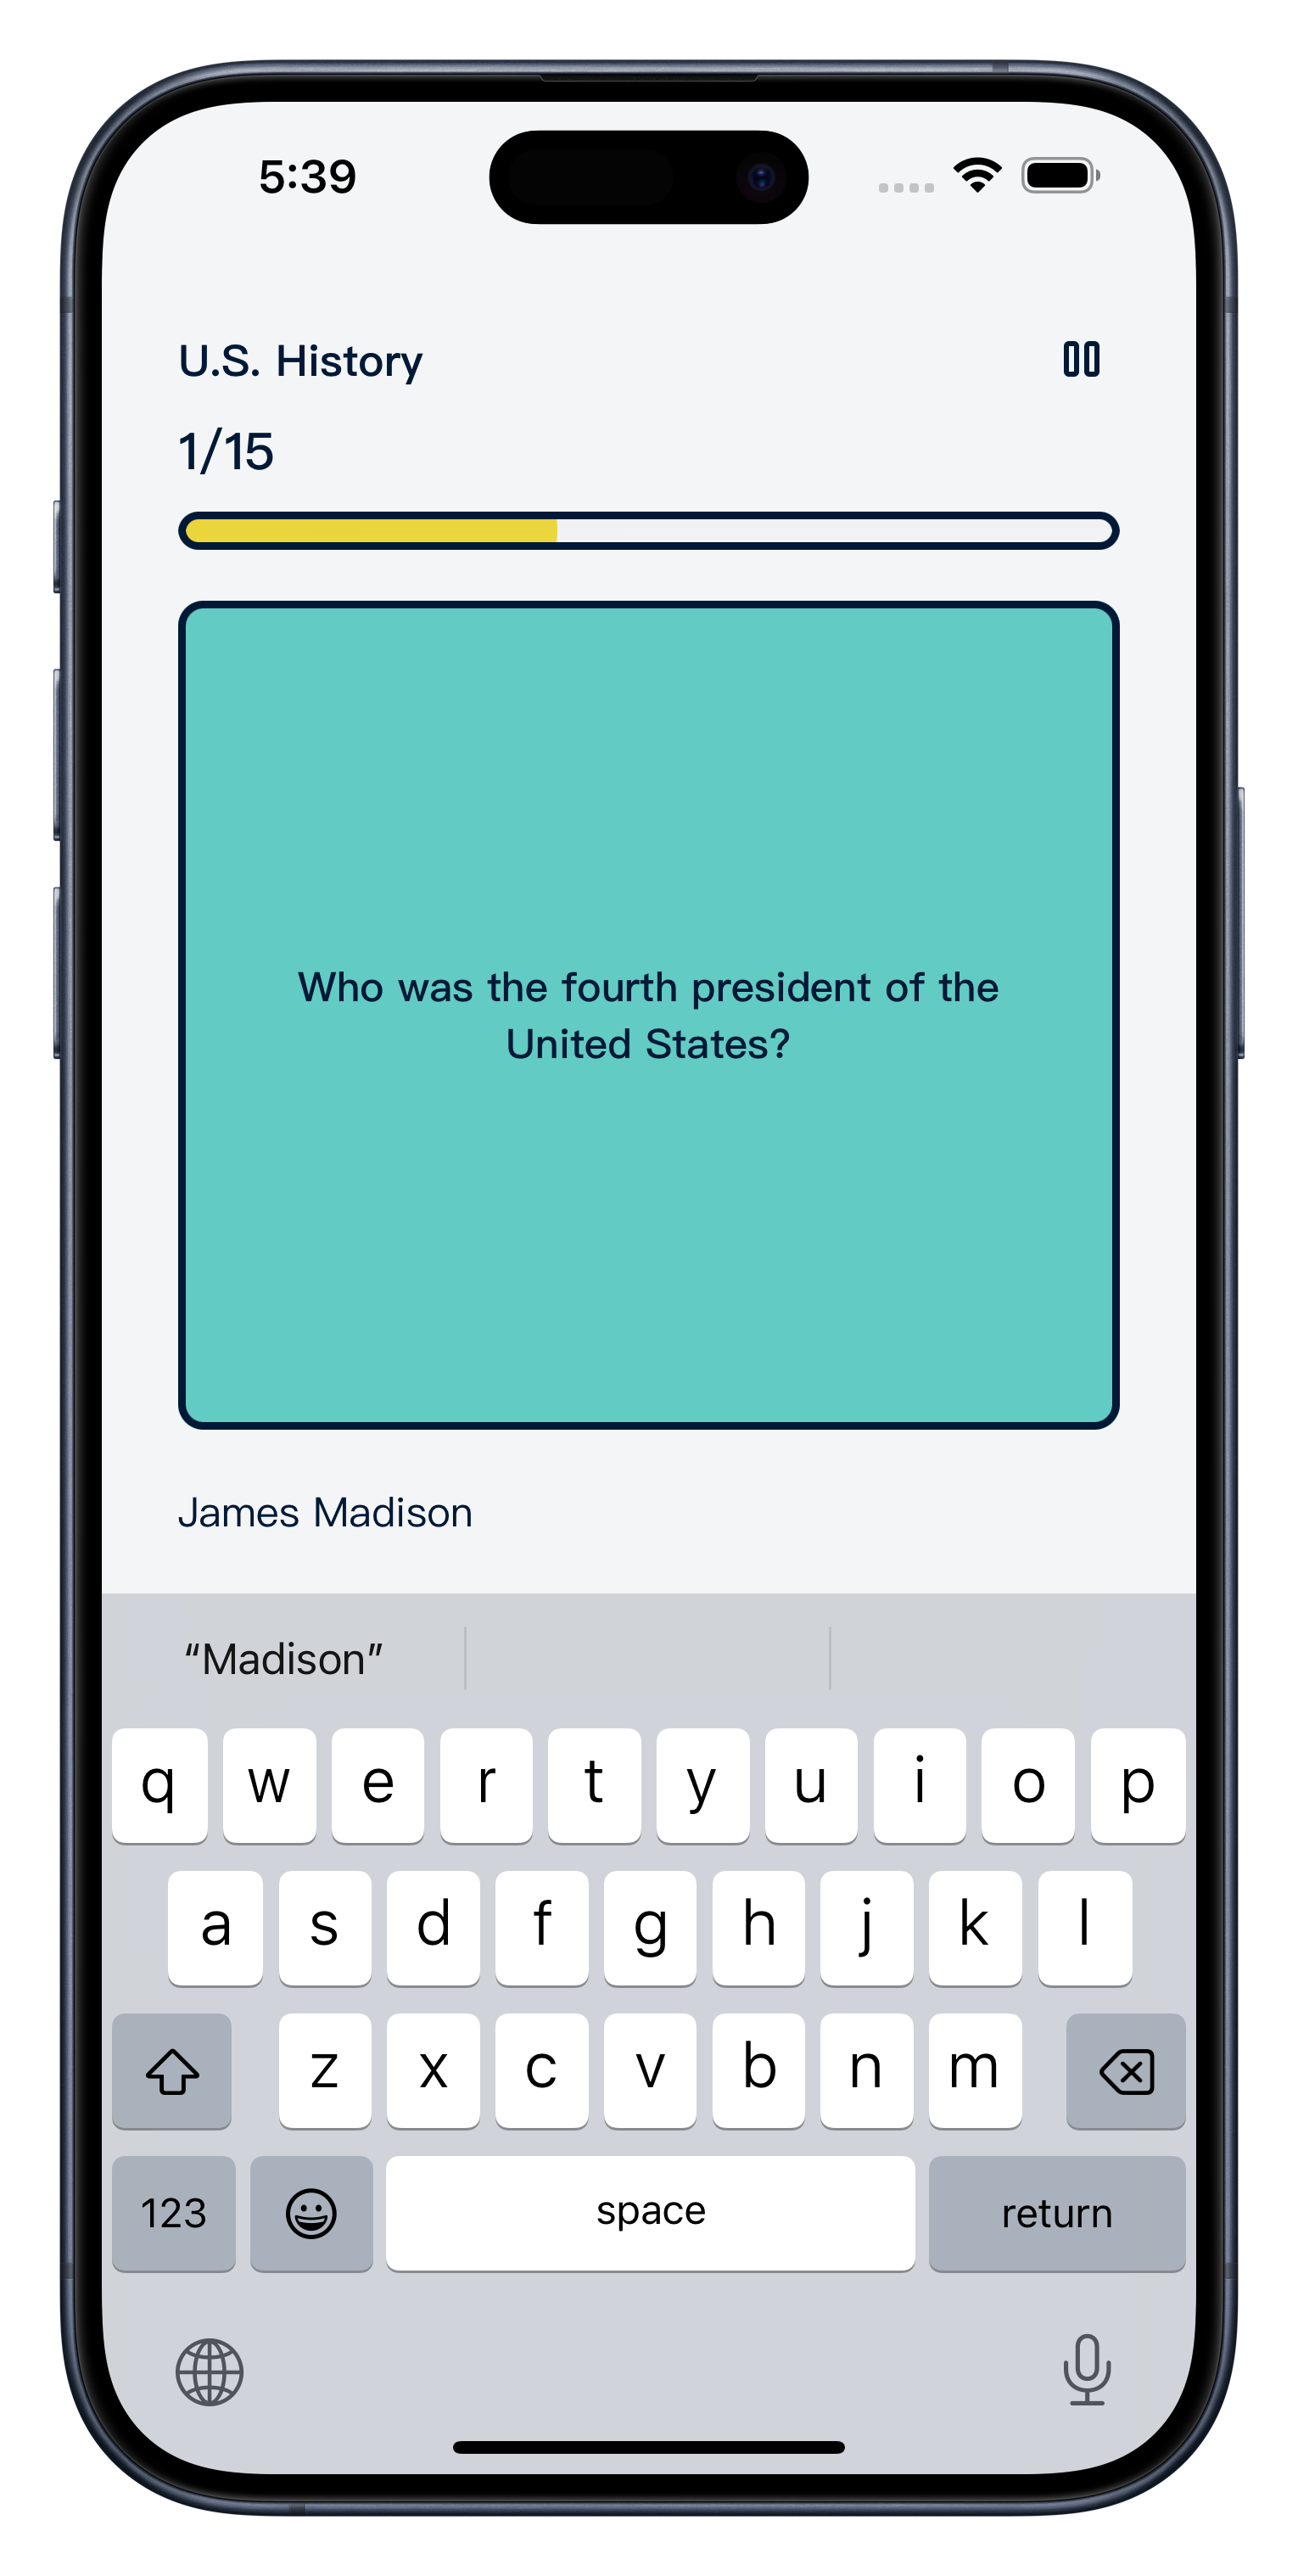 5:39
U.S. History
1/15
Who was the fourth president of the
United States?
James Madison
“Madison”
q w e r t y u i o p
a s d f g h j k l
z x c v b n m
123 space return